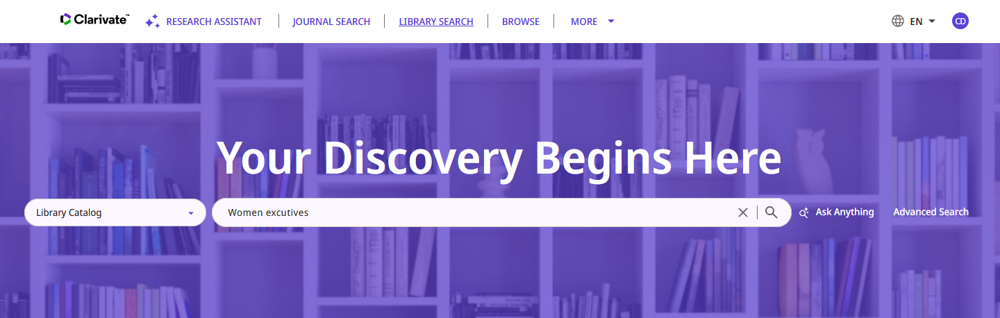 Clarivate™ RESEARCH ASSISTANT JOURNAL SEARCH LIBRARY SEARCH BROWSE MORE EN CD
Your Discovery Begins Here
Library Catalog Women excutives Ask Anything Advanced Search